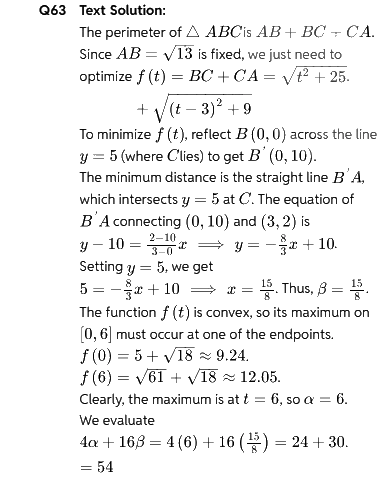 Q63 Text Solution:
The perimeter of △ ABC is AB + BC + CA.
Since AB = √13 is fixed, we just need to
optimize f (t) = BC + CA = √(t² + 25).
+ √((t − 3)² + 9)
To minimize f (t), reflect B (0, 0) across the line
y = 5 (where C lies) to get B′ (0, 10).
The minimum distance is the straight line B′A,
which intersects y = 5 at C. The equation of
B′A connecting (0, 10) and (3, 2) is
y − 10 = (2−10)/(3−0) x ⟹ y = −8/3 x + 10.
Setting y = 5, we get
5 = −8/3 x + 10 ⟹ x = 15/8. Thus, β = 15/8.
The function f (t) is convex, so its maximum on
[0, 6] must occur at one of the endpoints.
f (0) = 5 + √18 ≈ 9.24.
f (6) = √61 + √18 ≈ 12.05.
Clearly, the maximum is at t = 6, so α = 6.
We evaluate
4α + 16β = 4 (6) + 16 (15/8) = 24 + 30.
= 54